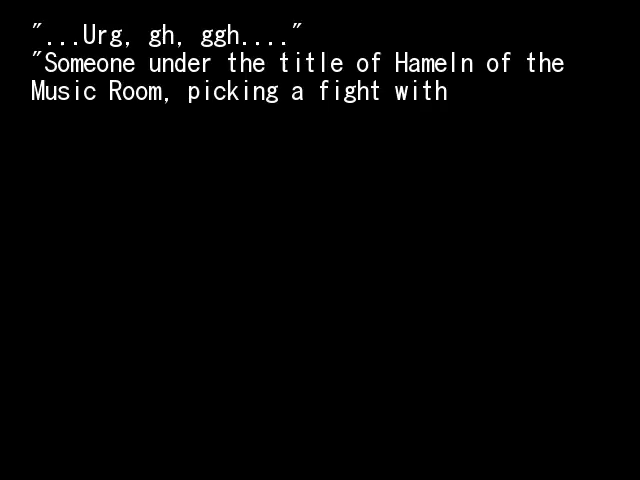 "...Urg, gh, ggh...."
"Someone under the title of Hameln of the
Music Room, picking a fight with